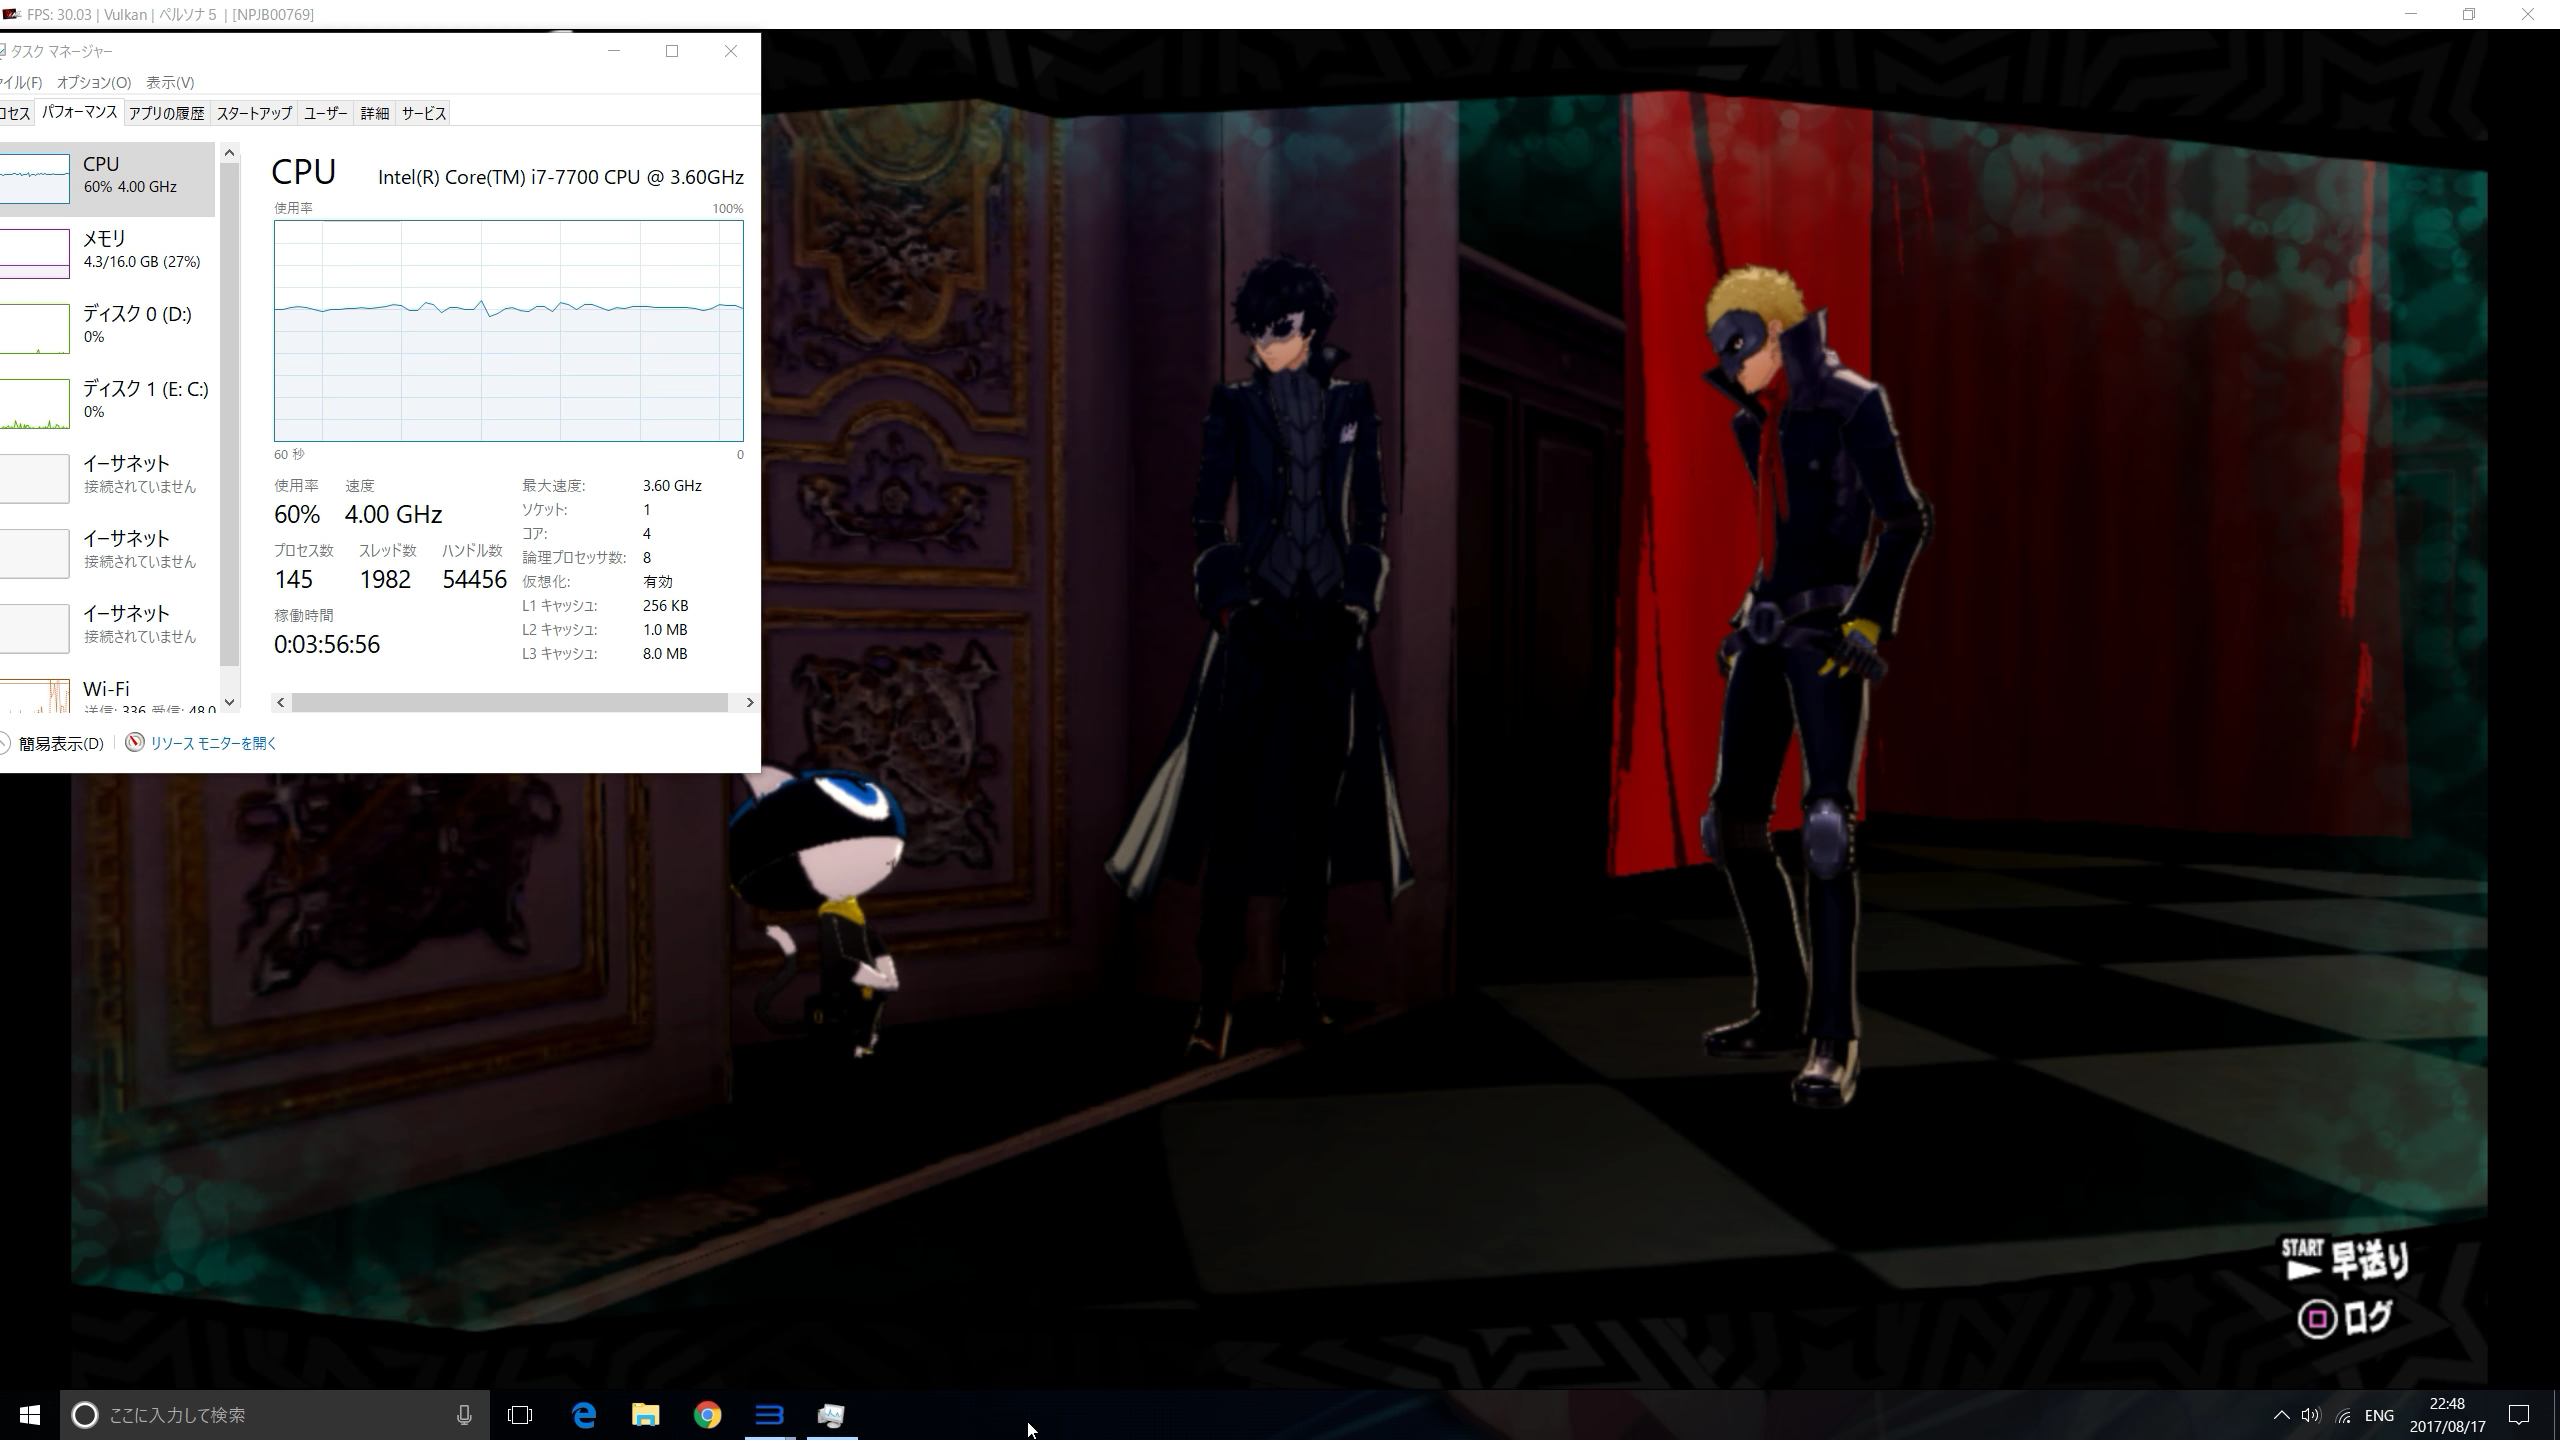 FPS: 30.03 | Vulkan | ペルソナ５ | [NPJB00769]
タスク マネージャー
イル(F) オプション(O) 表示(V)
ロセス パフォーマンス アプリの履歴 スタートアップ ユーザー 詳細 サービス
CPU
60% 4.00 GHz
メモリ
4.3/16.0 GB (27%)
ディスク 0 (D:)
0%
ディスク 1 (E: C:)
0%
イーサネット
接続されていません
イーサネット
接続されていません
イーサネット
接続されていません
Wi-Fi
送信: 336 受信: 48.0
CPU
Intel(R) Core(TM) i7-7700 CPU @ 3.60GHz
使用率 100%
60 秒 0
使用率 速度
60% 4.00 GHz
プロセス数 スレッド数 ハンドル数
145 1982 54456
稼働時間
0:03:56:56
最大速度: 3.60 GHz
ソケット: 1
コア: 4
論理プロセッサ数: 8
仮想化: 有効
L1 キャッシュ: 256 KB
L2 キャッシュ: 1.0 MB
L3 キャッシュ: 8.0 MB
簡易表示(D) リソース モニターを開く
START 早送り
ログ
ここに入力して検索
ENG
22:48
2017/08/17